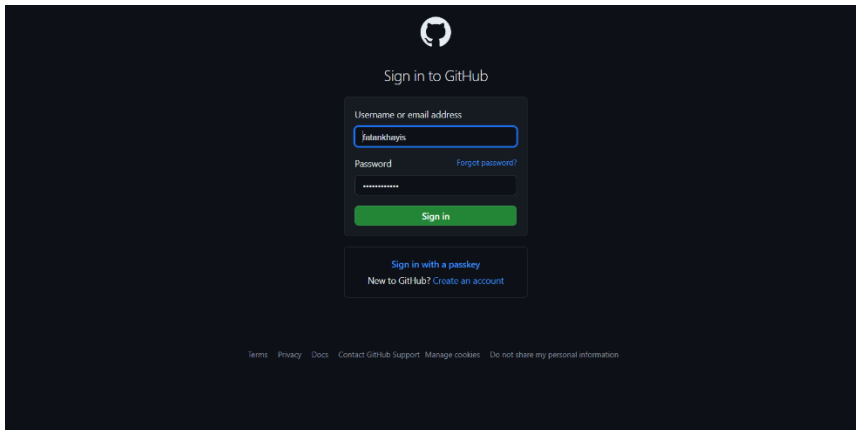 Sign in to GitHub
Username or email address
fatankhayis
Password Forgot password?
••••••••••••
Sign in
Sign in with a passkey
New to GitHub? Create an account
Terms Privacy Docs Contact GitHub Support Manage cookies Do not share my personal information